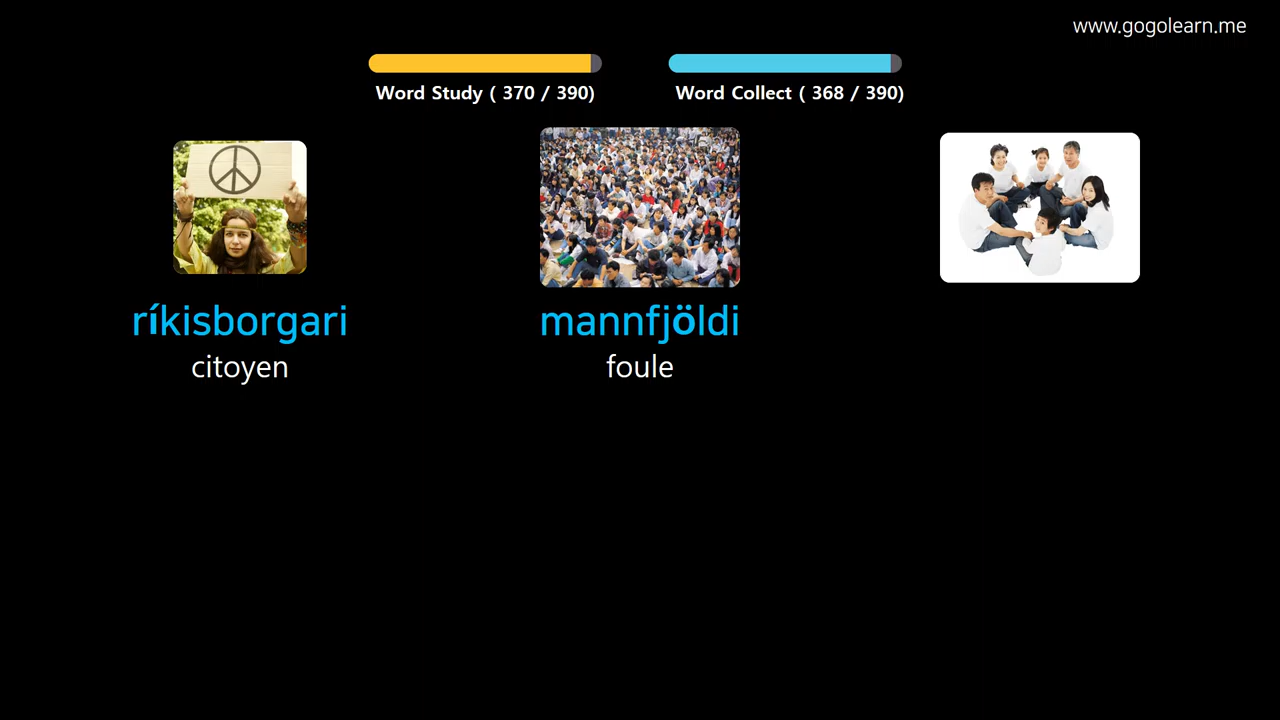 www.gogolearn.me
Word Study ( 370 / 390)
Word Collect ( 368 / 390)
ríkisborgari
mannfjöldi
citoyen
foule